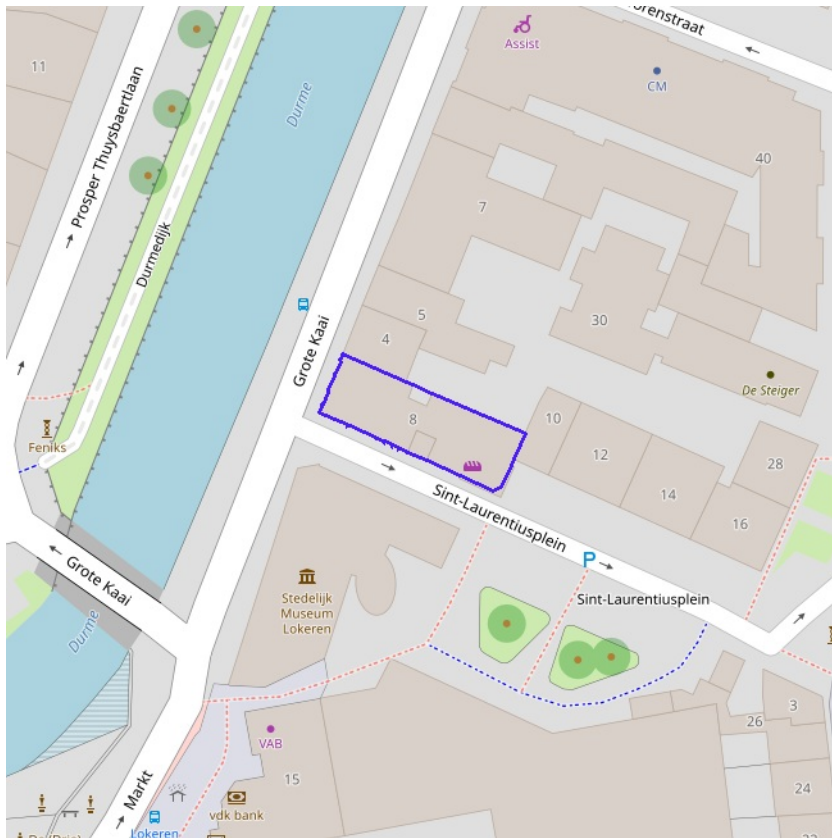 orenstraat
Assist
CM
11
40
Prosper Thuysbaertlaan
Durme
7
Durmedijk
5
30
4
Grote Kaai
De Steiger
8
10
Feniks
12
28
14
Sint-Laurentiusplein
16
P
Grote Kaai
Stedelijk
Museum
Lokeren
Sint-Laurentiusplein
Durme
3
26
VAB
15
24
Markt
vdk bank
Lokeren